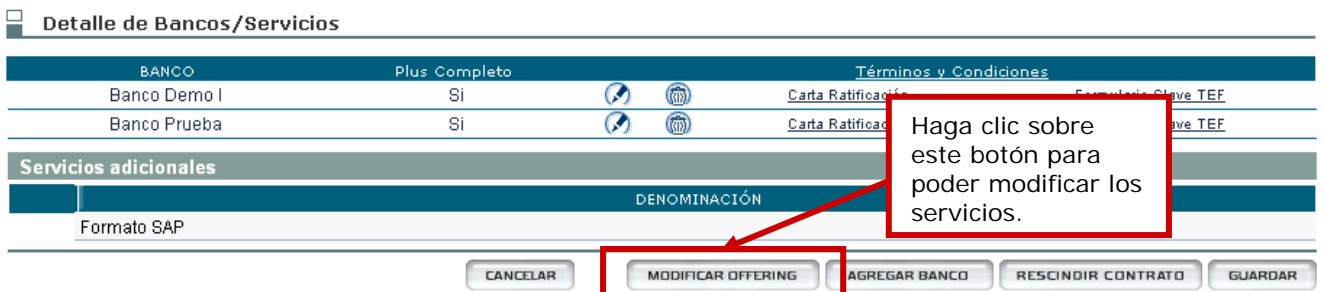 Detalle de Bancos/Servicios
BANCO Plus Completo Términos y Condiciones
Banco Demo I Si Carta Ratificación Formulario Clave TEF
Banco Prueba Si Carta TEF
Haga clic sobre
este botón para
poder modificar los
servicios.
Servicios adicionales
DENOMINACIÓN
Formato SAP
CANCELAR MODIFICAR OFFERING AGREGAR BANCO RESCINDIR CONTRATO GUARDAR